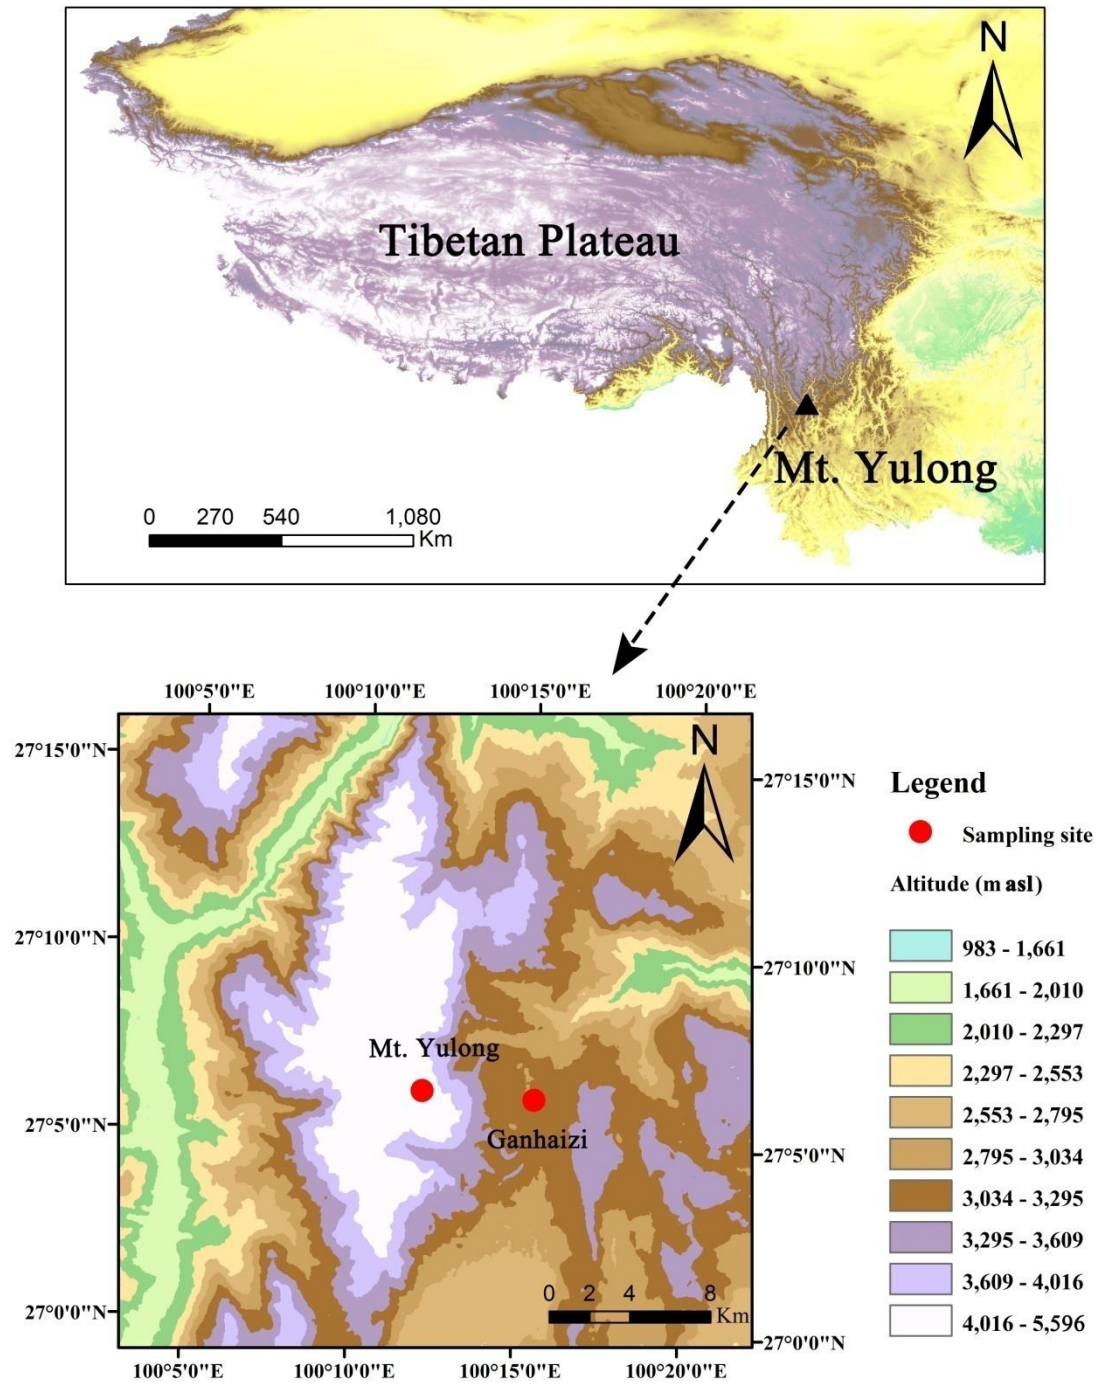 N
Tibetan Plateau
Mt. Yulong
0 270 540 1,080
Km
100°5'0"E 100°10'0"E 100°15'0"E 100°20'0"E
27°15'0"N
N
27°15'0"N
27°10'0"N
27°10'0"N
Mt. Yulong
27°5'0"N
Ganhaizi
27°5'0"N
0 2 4 8
Km
27°0'0"N
27°0'0"N
100°5'0"E 100°10'0"E 100°15'0"E 100°20'0"E
Legend
Sampling site
Altitude (m asl)
983 - 1,661
1,661 - 2,010
2,010 - 2,297
2,297 - 2,553
2,553 - 2,795
2,795 - 3,034
3,034 - 3,295
3,295 - 3,609
3,609 - 4,016
4,016 - 5,596